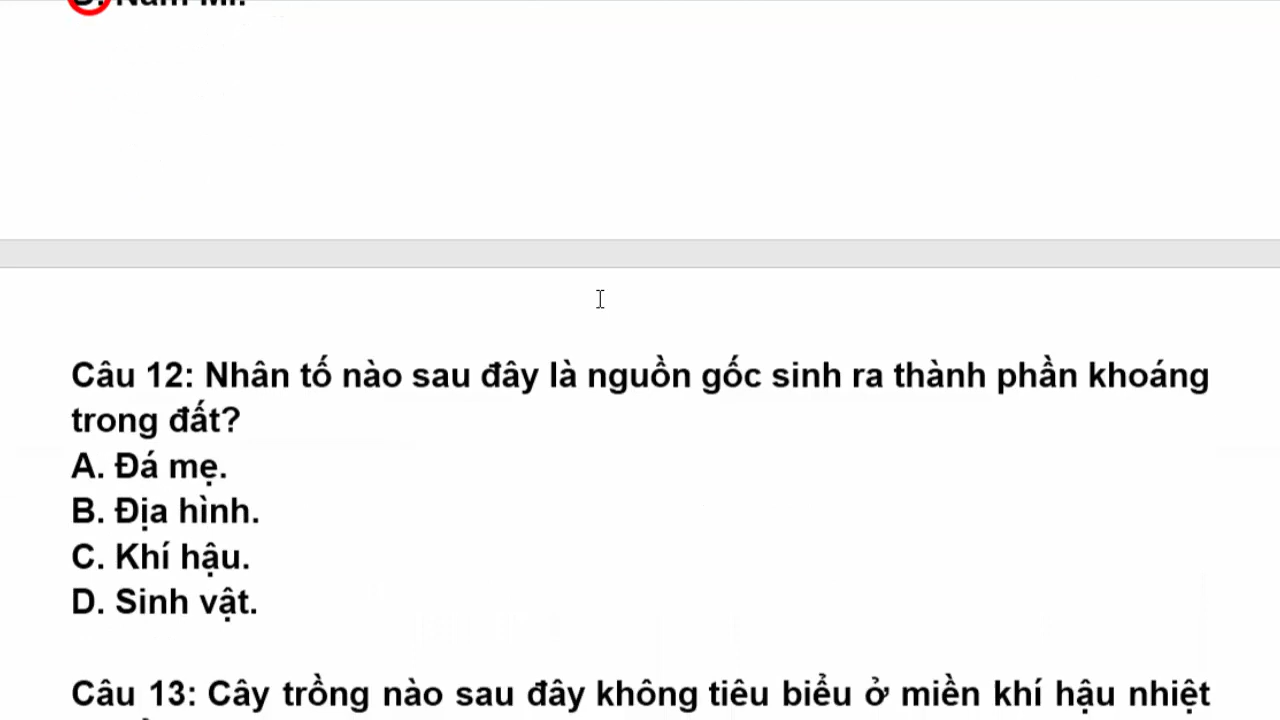 Câu 12: Nhân tố nào sau đây là nguồn gốc sinh ra thành phần khoáng
trong đất?
A. Đá mẹ.
B. Địa hình.
C. Khí hậu.
D. Sinh vật.
Câu 13: Cây trồng nào sau đây không tiêu biểu ở miền khí hậu nhiệt